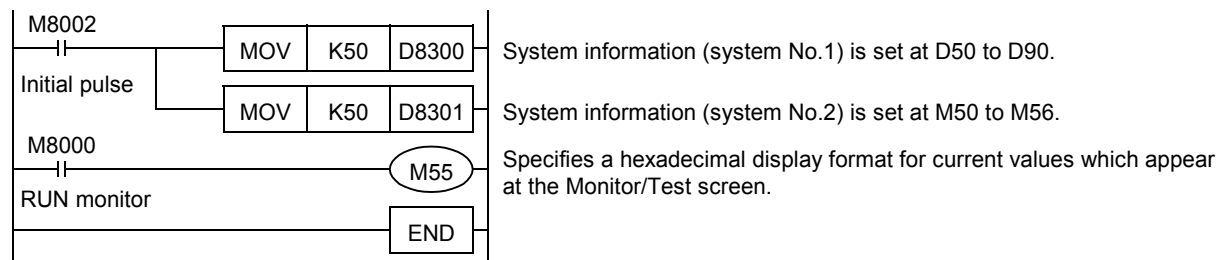 M8002
MOV K50 D8300 System information (system No.1) is set at D50 to D90.
Initial pulse
MOV K50 D8301 System information (system No.2) is set at M50 to M56.
M8000
M55 Specifies a hexadecimal display format for current values which appear
at the Monitor/Test screen.
RUN monitor
END